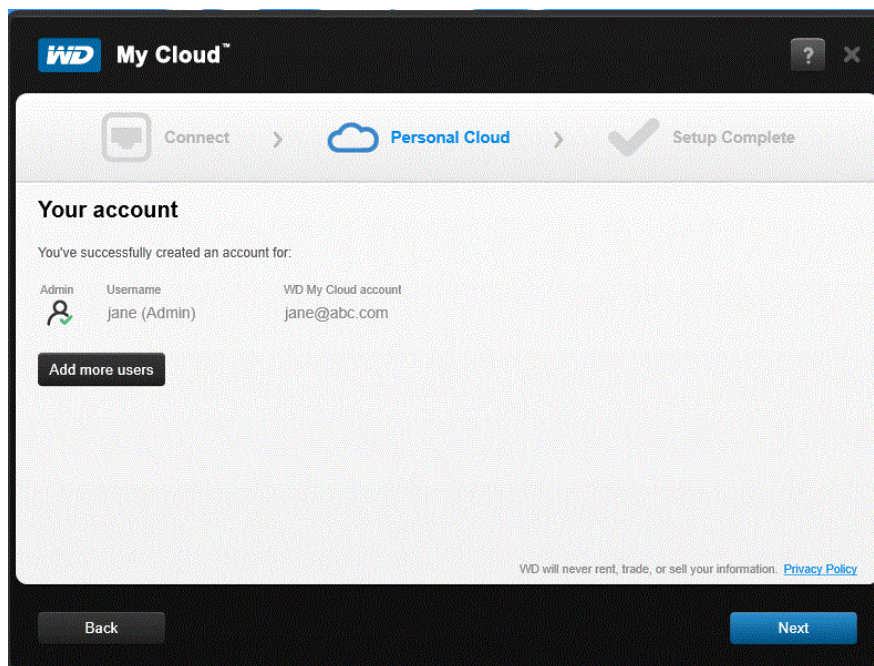 WD My Cloud™ ?
Connect Personal Cloud Setup Complete
Your account
You've successfully created an account for:
Admin Username WD My Cloud account
jane (Admin) jane@abc.com
Add more users
WD will never rent, trade, or sell your information. Privacy Policy
Back Next